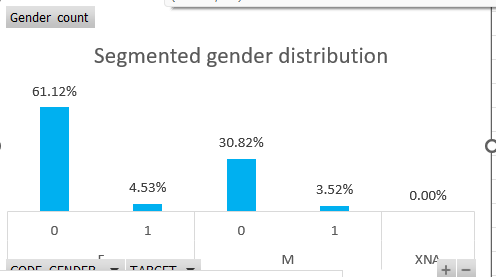 Gender count
Segmented gender distribution
61.12%
4.53%
30.82%
3.52%
0.00%
0 1 0 1
F M XNA
CODE_GENDER TARGET